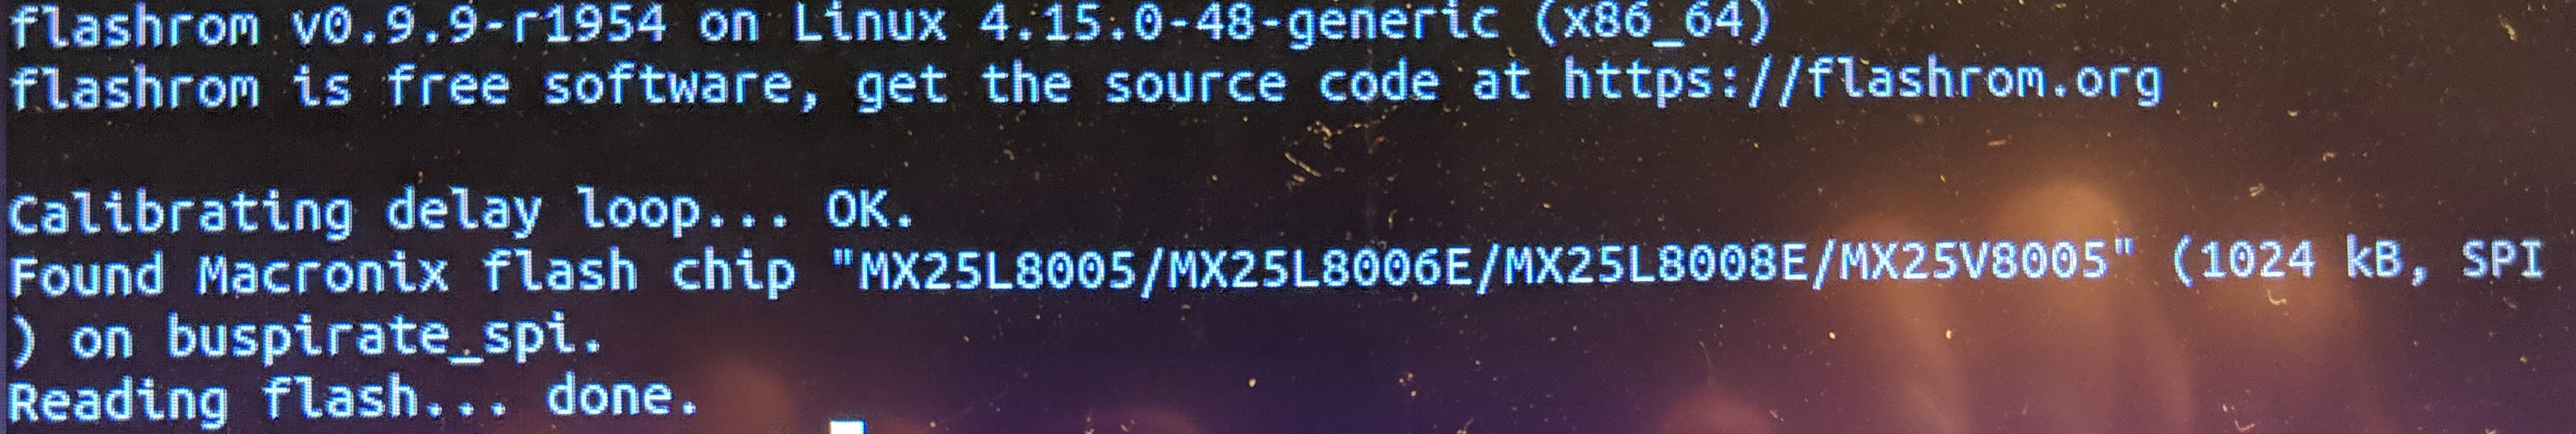 flashrom v0.9.9-r1954 on Linux 4.15.0-48-generic (x86_64)
flashrom is free software, get the source code at https://flashrom.org
Calibrating delay loop... OK.
Found Macronix flash chip "MX25L8005/MX25L8006E/MX25L8008E/MX25V8005" (1024 kB, SPI
) on buspirate_spi.
Reading flash... done.